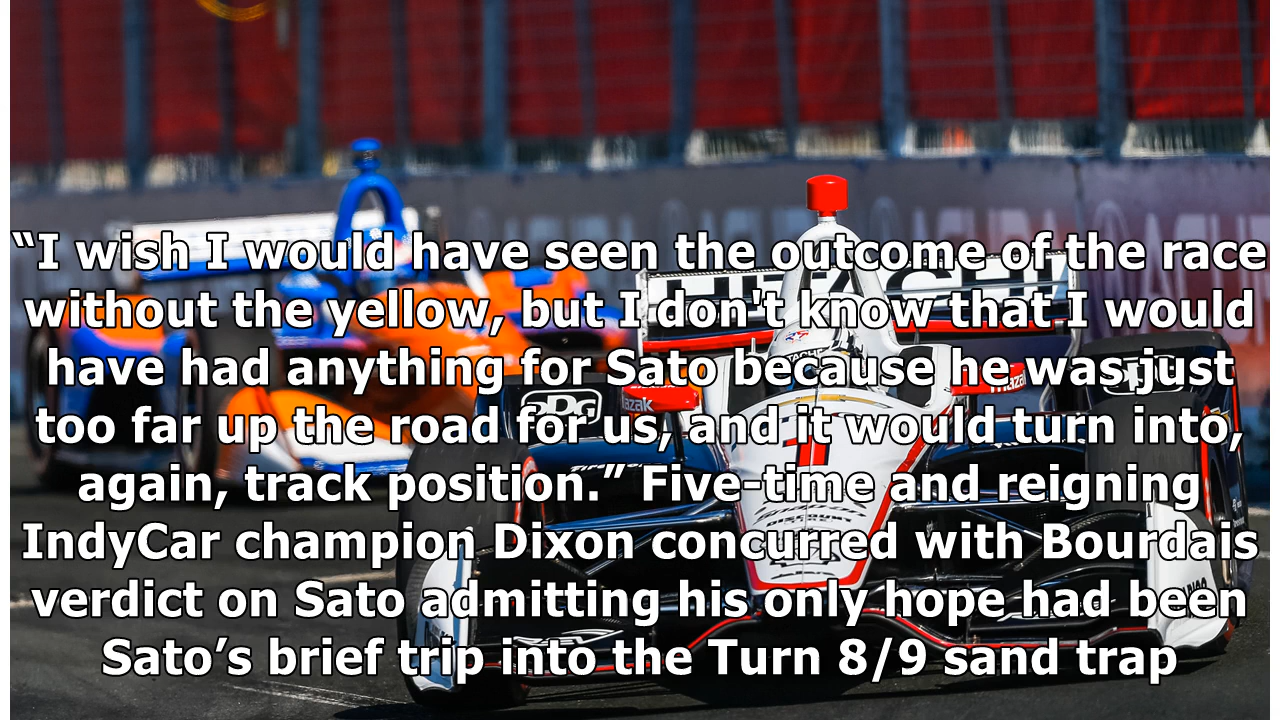 “I wish I would have seen the outcome of the race
without the yellow, but I don't know that I would
have had anything for Sato because he was just
too far up the road for us, and it would turn into,
again, track position.” Five-time and reigning
IndyCar champion Dixon concurred with Bourdais
verdict on Sato admitting his only hope had been
Sato’s brief trip into the Turn 8/9 sand trap
PDG
Mazak